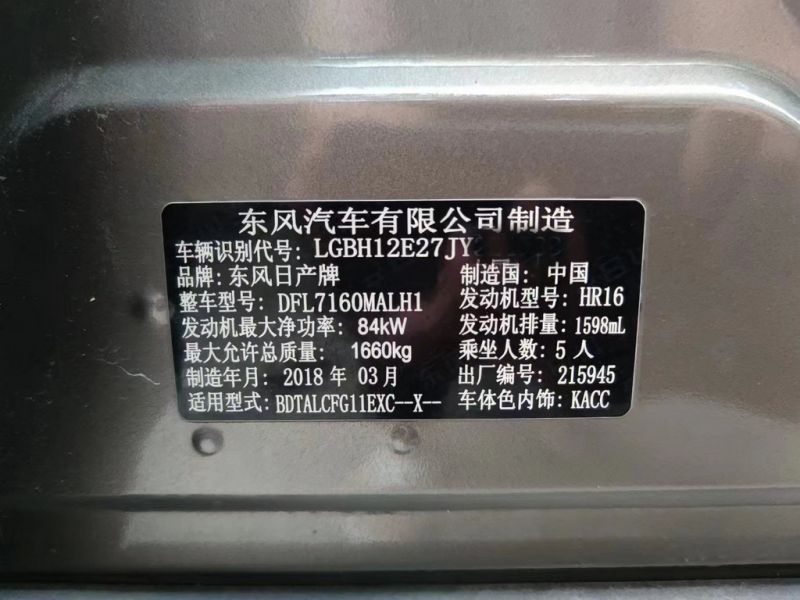 东风汽车有限公司制造
车辆识别代号: LGBH12E27JY
品牌: 东风日产牌 制造国: 中国
整车型号: DFL7160MALH1 发动机型号: HR16
发动机最大净功率: 84kW 发动机排量: 1598mL
最大允许总质量: 1660kg 乘坐人数: 5 人
制造年月: 2018 年 03 月 出厂编号: 215945
适用型式: BDTALCFG11EXC--X-- 车体色内饰: KACC